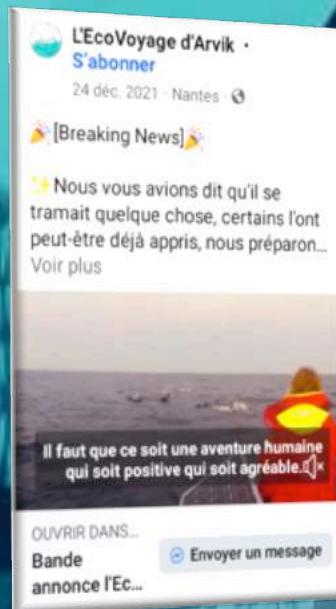 L'EcoVoyage d'Arvik ·
S'abonner
24 déc. 2021 · Nantes ·
🎉[Breaking News]🎉
✨Nous vous avions dit qu'il se
tramait quelque chose, certains l'ont
peut-être déjà appris, nous préparon...
Voir plus
Il faut que ce soit une aventure humaine
qui soit positive qui soit agréable.
OUVRIR DANS...
Bande
annonce l'Ec...
Envoyer un message